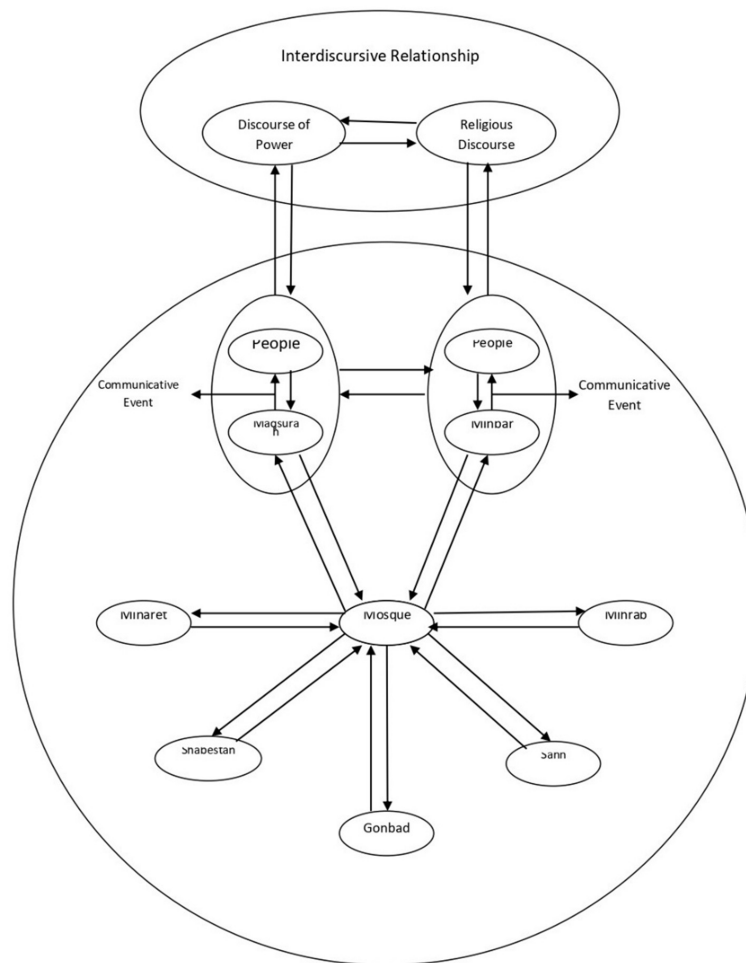 Interdiscursive Relationship
Discourse of
Power
Religious
Discourse
People
People
Communicative
Event
Communicative
Event
Maqsura
h
Minbar
Minaret
Mosque
Mihrab
Shabestan
Sahn
Gonbad